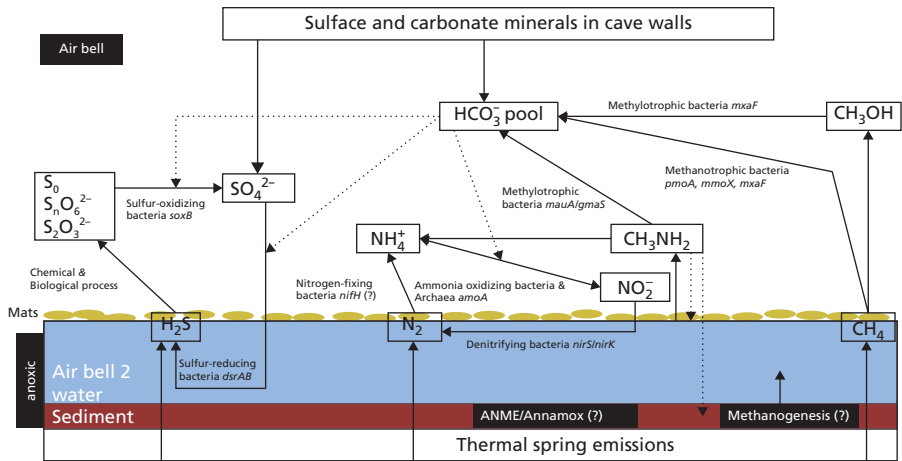 Sulface and carbonate minerals in cave walls
Air bell
HCO₃⁻ pool
Methylotrophic bacteria mxaF
CH₃OH
S₀
SₙO₆²⁻
S₂O₃²⁻
Sulfur-oxidizing
bacteria soxB
SO₄²⁻
Methanotrophic bacteria
pmoA, mmoX, mxaF
Methylotrophic
bacteria mauA/gmaS
NH₄⁺
CH₃NH₂
Chemical &
Biological process
Nitrogen-fixing
bacteria nifH (?)
Ammonia oxidizing bacteria &
Archaea amoA
NO₂⁻
Mats
H₂S
N₂
CH₄
Denitrifying bacteria nirS/nirK
anoxic
Air bell 2
water
Sulfur-reducing
bacteria dsrAB
Sediment
ANME/Annamox (?)
Methanogenesis (?)
Thermal spring emissions